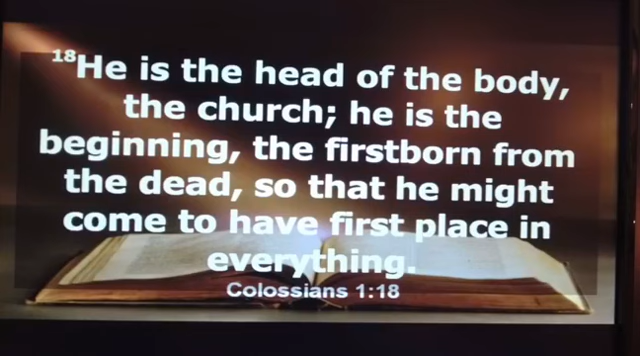 18He is the head of the body,
the church; he is the
beginning, the firstborn from
the dead, so that he might
come to have first place in
everything.
Colossians 1:18